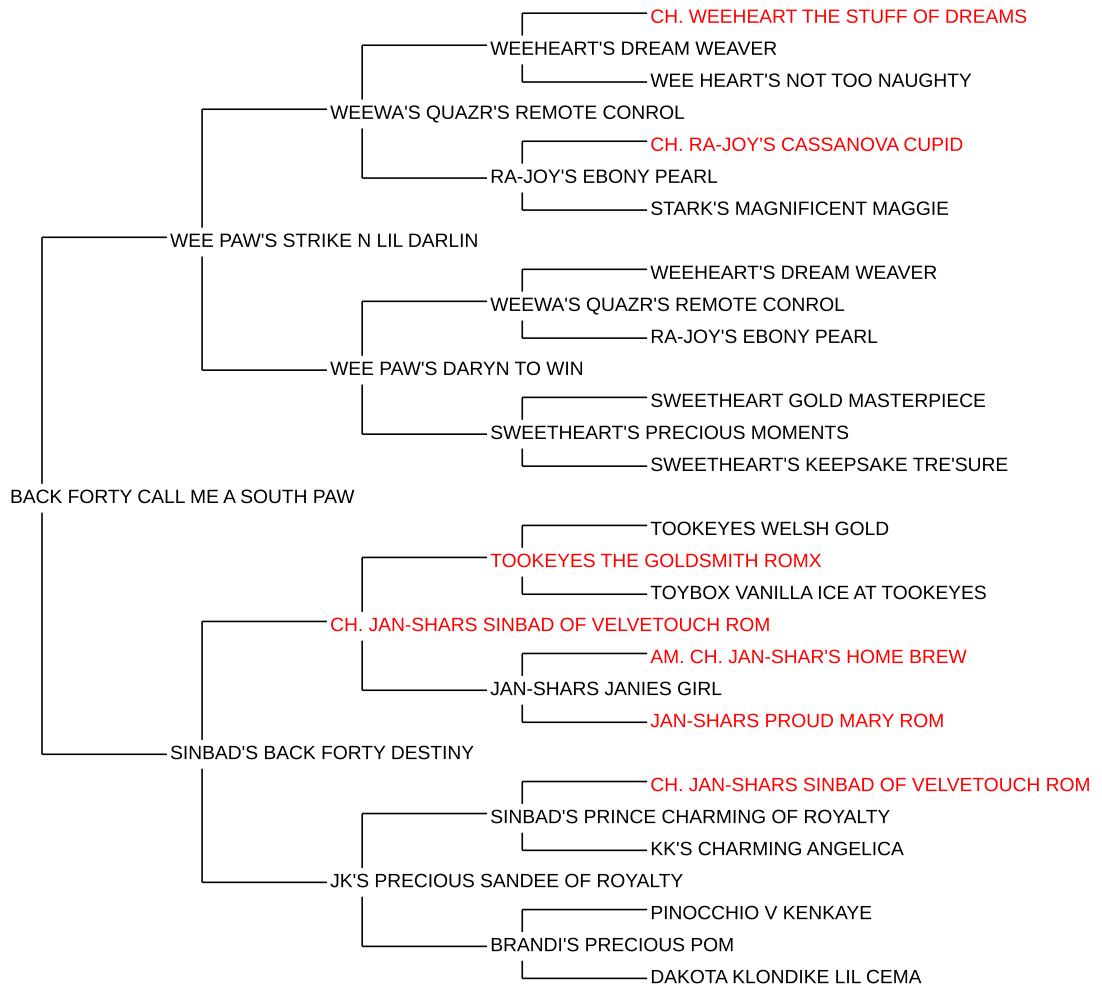 CH. WEEHEART THE STUFF OF DREAMS
WEEHEART'S DREAM WEAVER
WEE HEART'S NOT TOO NAUGHTY
WEEWA'S QUAZR'S REMOTE CONROL
CH. RA-JOY'S CASSANOVA CUPID
RA-JOY'S EBONY PEARL
STARK'S MAGNIFICENT MAGGIE
WEE PAW'S STRIKE N LIL DARLIN
WEEHEART'S DREAM WEAVER
WEEWA'S QUAZR'S REMOTE CONROL
RA-JOY'S EBONY PEARL
WEE PAW'S DARYN TO WIN
SWEETHEART GOLD MASTERPIECE
SWEETHEART'S PRECIOUS MOMENTS
SWEETHEART'S KEEPSAKE TRE'SURE
BACK FORTY CALL ME A SOUTH PAW
TOOKEYES WELSH GOLD
TOOKEYES THE GOLDSMITH ROMX
TOYBOX VANILLA ICE AT TOOKEYES
CH. JAN-SHARS SINBAD OF VELVETOUCH ROM
AM. CH. JAN-SHAR'S HOME BREW
JAN-SHARS JANIES GIRL
JAN-SHARS PROUD MARY ROM
SINBAD'S BACK FORTY DESTINY
CH. JAN-SHARS SINBAD OF VELVETOUCH ROM
SINBAD'S PRINCE CHARMING OF ROYALTY
KK'S CHARMING ANGELICA
JK'S PRECIOUS SANDEE OF ROYALTY
PINOCCHIO V KENKAYE
BRANDI'S PRECIOUS POM
DAKOTA KLONDIKE LIL CEMA